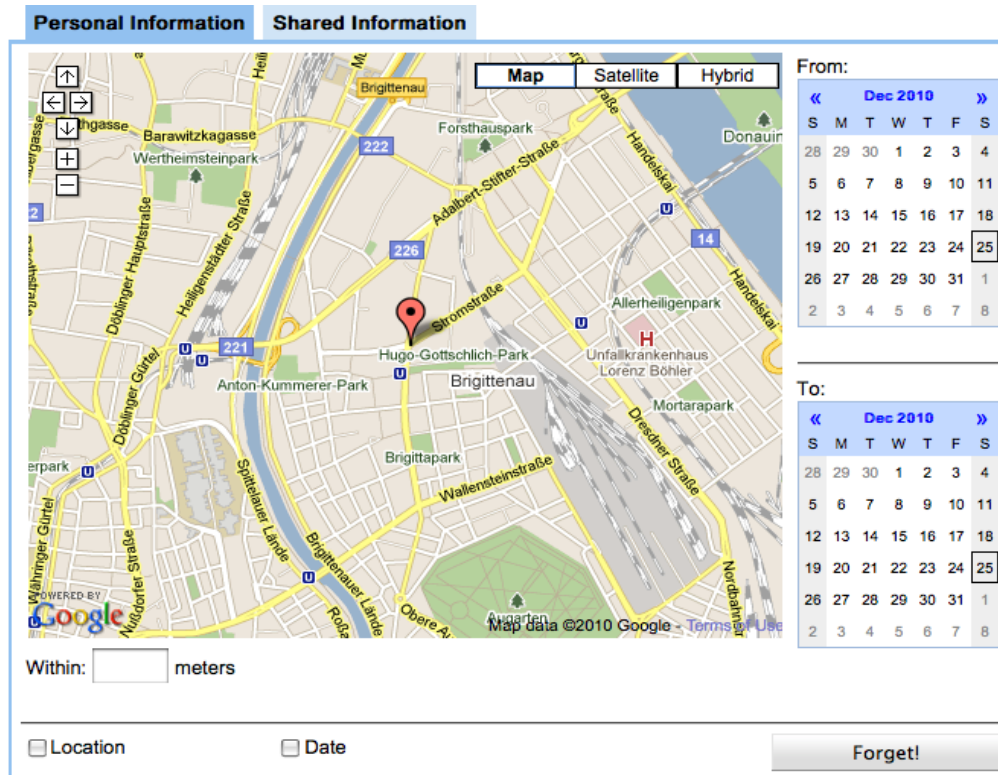 Personal Information
Shared Information
Map
Satellite
Hybrid
Brigittenau
Barawitzkagasse
Wertheimsteinpark
Forsthauspark
222
Adalbert-Stifter-Straße
Handelskai
Donauin
226
14
Döblinger Hauptstraße
Heiligenstädter Straße
Stromstraße
Allerheiligenpark
Handelskai
221
Hugo-Gottschlich-Park
H
Unfallkrankenhaus
Lorenz Böhler
Anton-Kummerer-Park
Brigittenau
Mortarapark
Döblinger Gürtel
Brigittapark
Dresdner Straße
erpark
Wallensteinstraße
Spittelauer Lände
Währinger Gürtel
Nußdorfer Straße
Brigittenauer Lände
Nordbahnstr
Augarten
POWERED BY
Google
Map data ©2010 Google - Terms of Use
From:
« Dec 2010 »
S M T W T F S
28 29 30 1 2 3 4
5 6 7 8 9 10 11
12 13 14 15 16 17 18
19 20 21 22 23 24 25
26 27 28 29 30 31 1
2 3 4 5 6 7 8
To:
« Dec 2010 »
S M T W T F S
28 29 30 1 2 3 4
5 6 7 8 9 10 11
12 13 14 15 16 17 18
19 20 21 22 23 24 25
26 27 28 29 30 31 1
2 3 4 5 6 7 8
Within: meters
Location
Date
Forget!